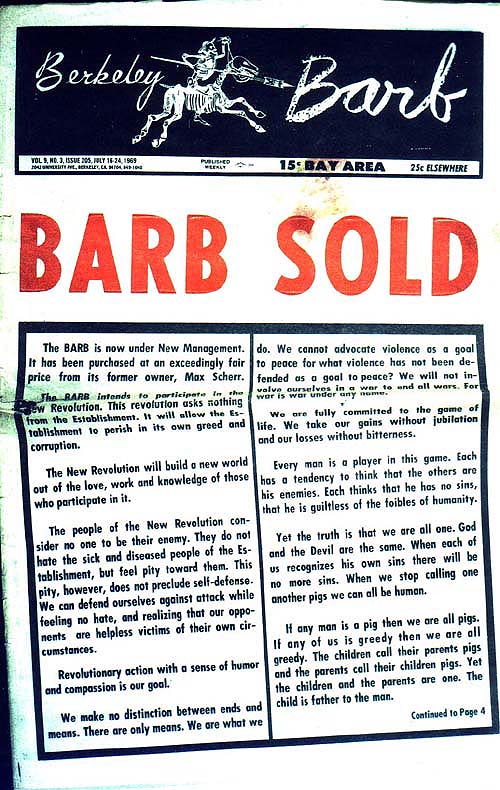 Berkeley Barb
VOL. 9, NO. 3, ISSUE 205, JULY 16-24, 1969
2042 UNIVERSITY AVE., BERKELEY, CA. 94704, 849-1040
PUBLISHED
WEEKLY
15¢ BAY AREA
25¢ ELSEWHERE
BARB SOLD
The BARB is now under New Management.
It has been purchased at an exceedingly fair
price from its former owner, Max Scherr.
The BARB intends to participate in the
New Revolution. This revolution asks nothing
from the Establishment. It will allow the Es-
tablishment to perish in its own greed and
corruption.
The New Revolution will build a new world
out of the love, work and knowledge of those
who participate in it.
The people of the New Revolution con-
sider no one to be their enemy. They do not
hate the sick and diseased people of the Es-
tablishment, but feel pity toward them. This
pity, however, does not preclude self-defense.
We can defend ourselves against attack while
feeling no hate, and realizing that our oppo-
nents are helpless victims of their own cir-
cumstances.
Revolutionary action with a sense of humor
and compassion is our goal.
We make no distinction between ends and
means. There are only means. We are what we
do. We cannot advocate violence as a goal
to peace for what violence has not been de-
fended as a goal to peace? We will not in-
volve ourselves in a war to end all wars. For
war is war under any name.
We are fully committed to the game of
life. We take our gains without jubilation
and our losses without bitterness.
Every man is a player in this game. Each
has a tendency to think that the others are
his enemies. Each thinks that he has no sins,
that he is guiltless of the foibles of humanity.
Yet the truth is that we are all one. God
and the Devil are the same. When each of
us recognizes his own sins there will be
no more sins. When we stop calling one
another pigs we can all be human.
If any man is a pig then we are all pigs.
If any of us is greedy then we are all
greedy. The children call their parents pigs
and the parents call their children pigs. Yet
the children and the parents are one. The
child is father to the man.
Continued to Page 4